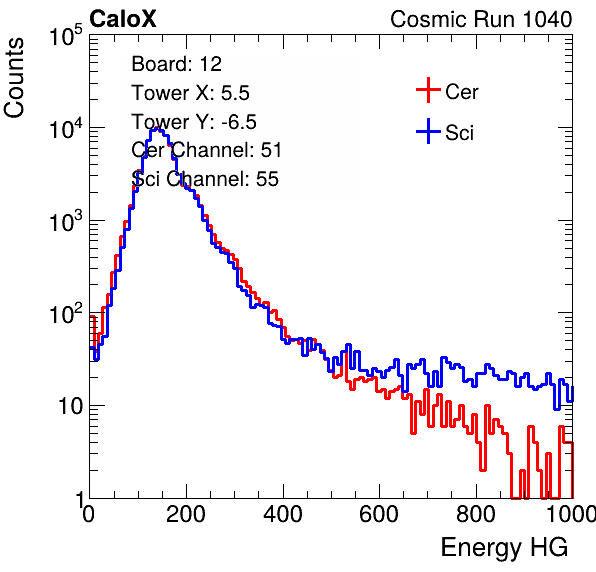 CaloX Cosmic Run 1040
Counts
10^5
10^4
10^3
10^2
10
1
Board: 12
Tower X: 5.5
Tower Y: -6.5
Cer Channel: 51
Sci Channel: 55
Cer
Sci
0 200 400 600 800 1000
Energy HG